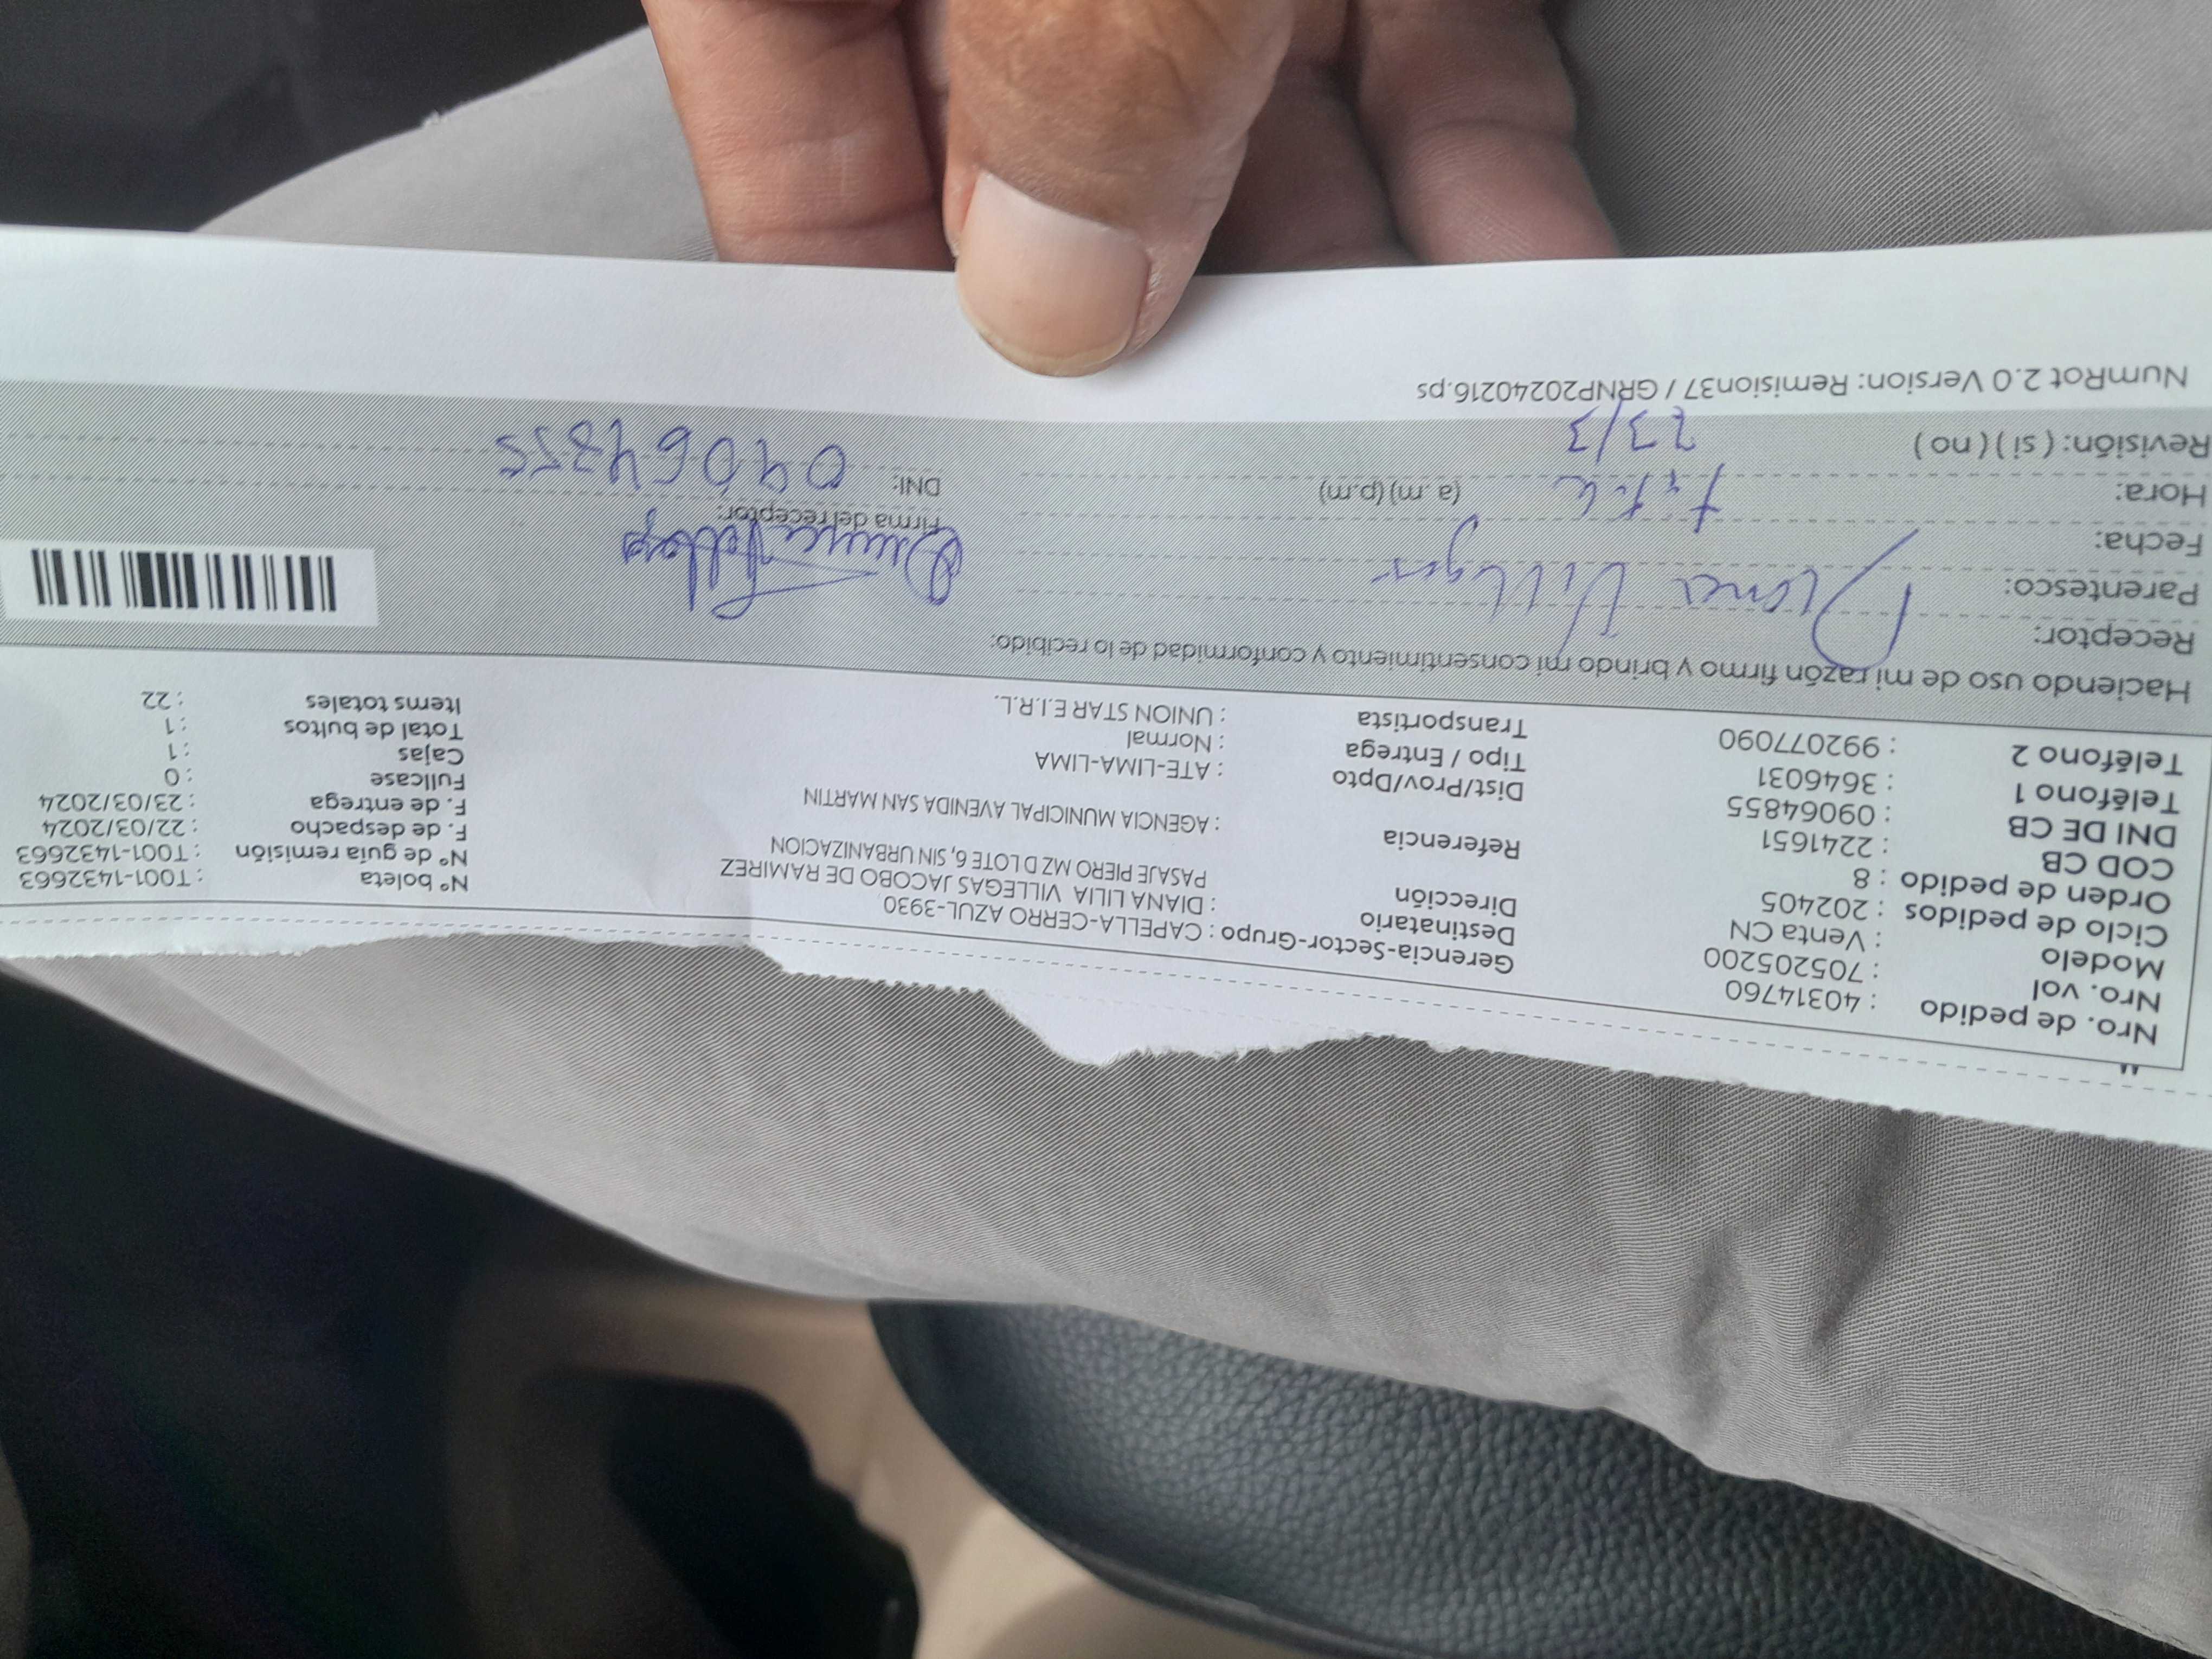 Nro. de pedido : 40314760
Nro. vol : 705205200
Modelo : Venta CN
Ciclo de pedidos : 202405
Orden de pedido : 8
COD CB : 2241651
DNI DE CB : 09064855
Teléfono 1 : 3646031
Teléfono 2 : 992077090
Gerencia-Sector-Grupo : CAPELLA-CERRO AZUL-3930
Destinatario : DIANA LILIA VILLEGAS JACOBO DE RAMIREZ
Dirección PASAJE PIERO MZ D LOTE 6, SIN URBANIZACION
Referencia : AGENCIA MUNICIPAL AVENIDA SAN MARTIN
Dist/Prov/Dpto : ATE-LIMA-LIMA
Tipo / Entrega : Normal
Transportista : UNION STAR E.I.R.L.
N° boleta : T001-1432663
N° de guia remisión : T001-1432663
F. de despacho : 22/03/2024
F. de entrega : 23/03/2024
Fullcase : 0
Cajas : 1
Total de bultos : 1
Items totales : 22
Haciendo uso de mi razón firmo y brindo mi consentimiento y conformidad de lo recibido:
Receptor: Diana Villegas
Parentesco:
Fecha:
Hora: (a.m) (p.m)
Revisión: (si) (no) 23/3
Firma del receptor:
DNI: 09064855
NumRot 2.0 Version: Remision37 / GRNP20240216.ps